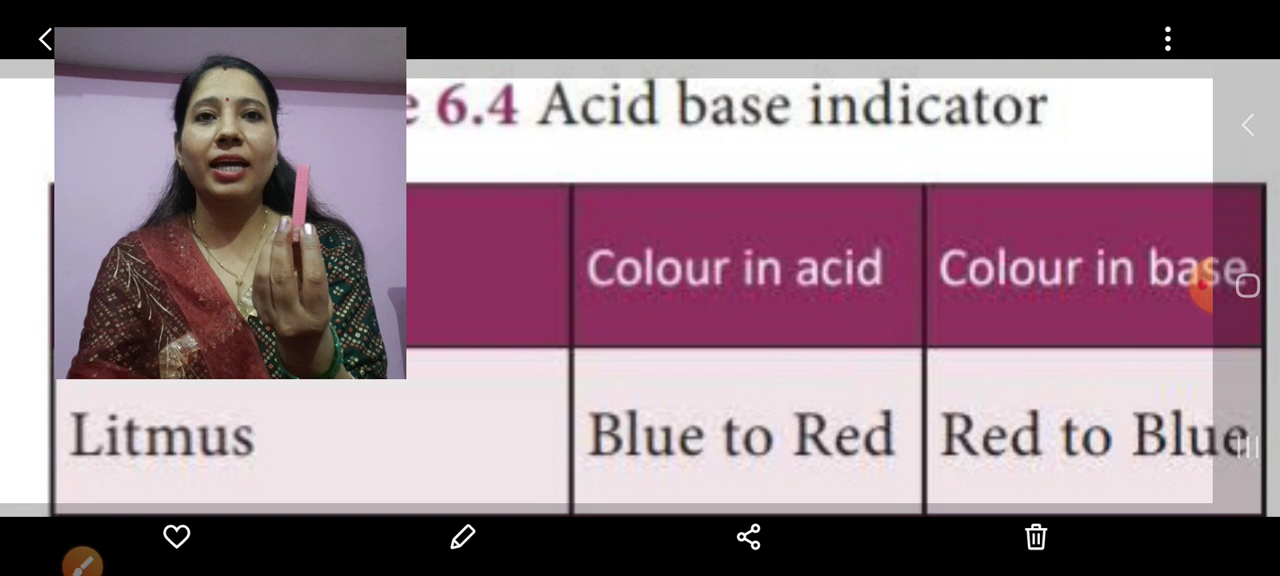 6.4 Acid base indicator
Colour in acid
Colour in base
Litmus
Blue to Red
Red to Blue